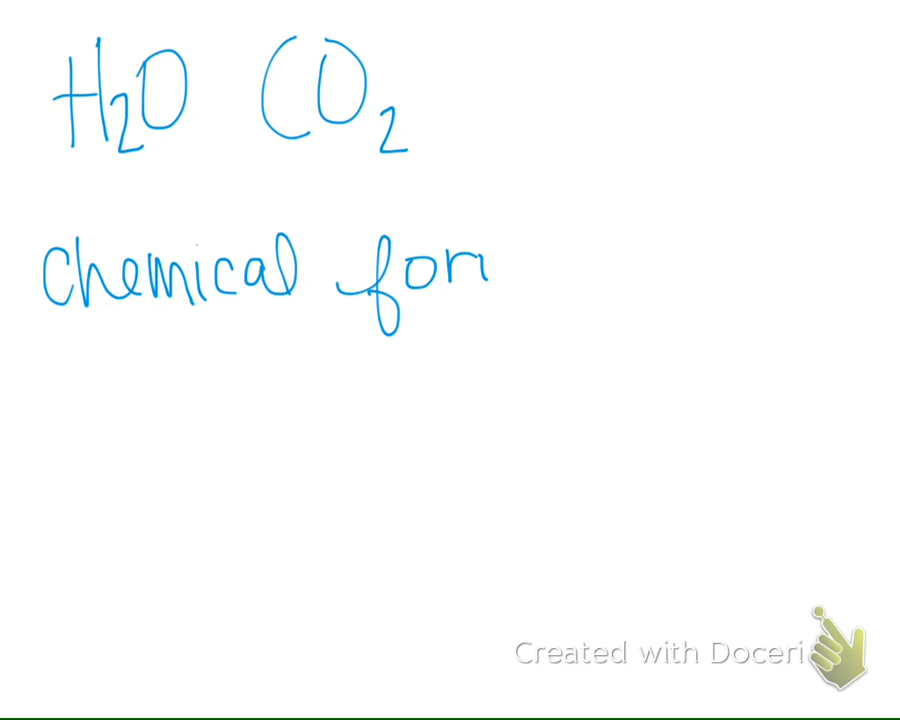 H₂O CO₂
chemical for
Created with Doceri